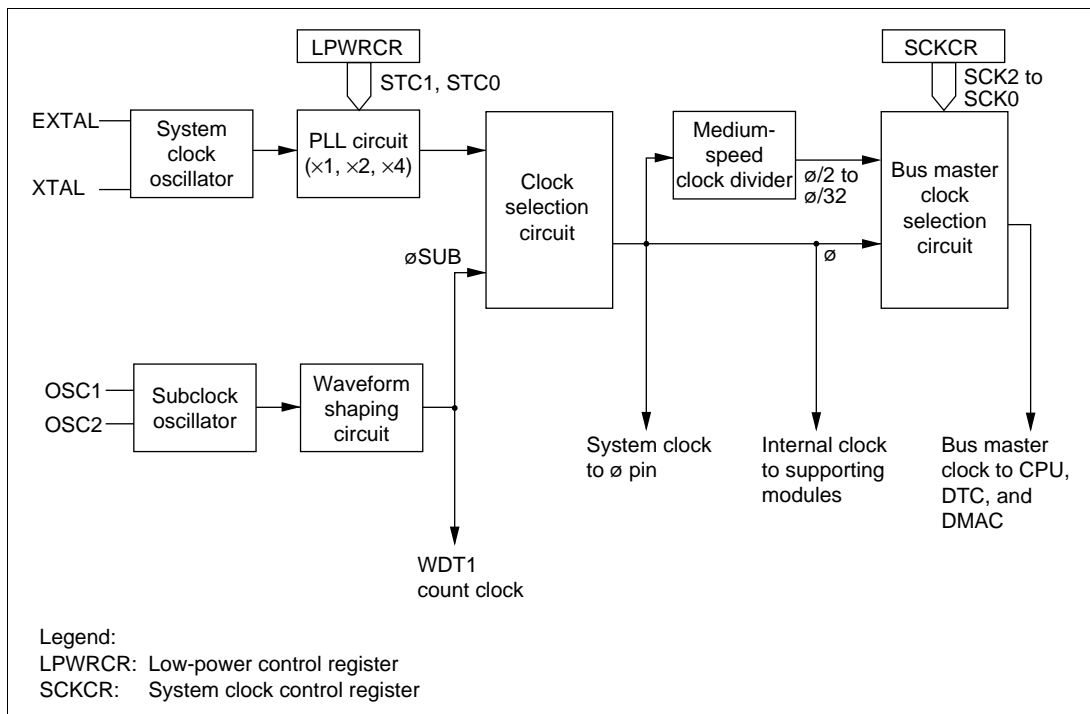 LPWRCR
STC1, STC0
SCKCR
SCK2 to
SCK0
EXTAL
XTAL
System
clock
oscillator
PLL circuit
(×1, ×2, ×4)
Clock
selection
circuit
Medium-
speed
clock divider
ø/2 to
ø/32
Bus master
clock
selection
circuit
øSUB
ø
OSC1
OSC2
Subclock
oscillator
Waveform
shaping
circuit
System clock
to ø pin
Internal clock
to supporting
modules
Bus master
clock to CPU,
DTC, and
DMAC
WDT1
count clock
Legend:
LPWRCR: Low-power control register
SCKCR: System clock control register